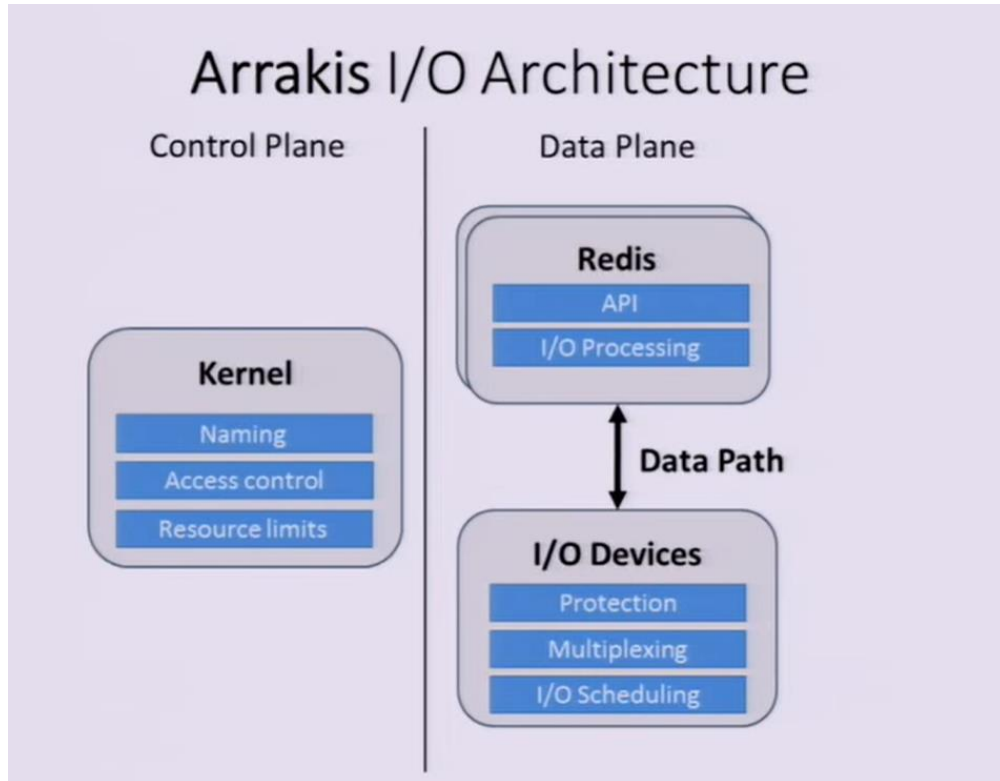 Arrakis I/O Architecture
Control Plane
Data Plane
Kernel
Naming
Access control
Resource limits
Redis
API
I/O Processing
Data Path
I/O Devices
Protection
Multiplexing
I/O Scheduling